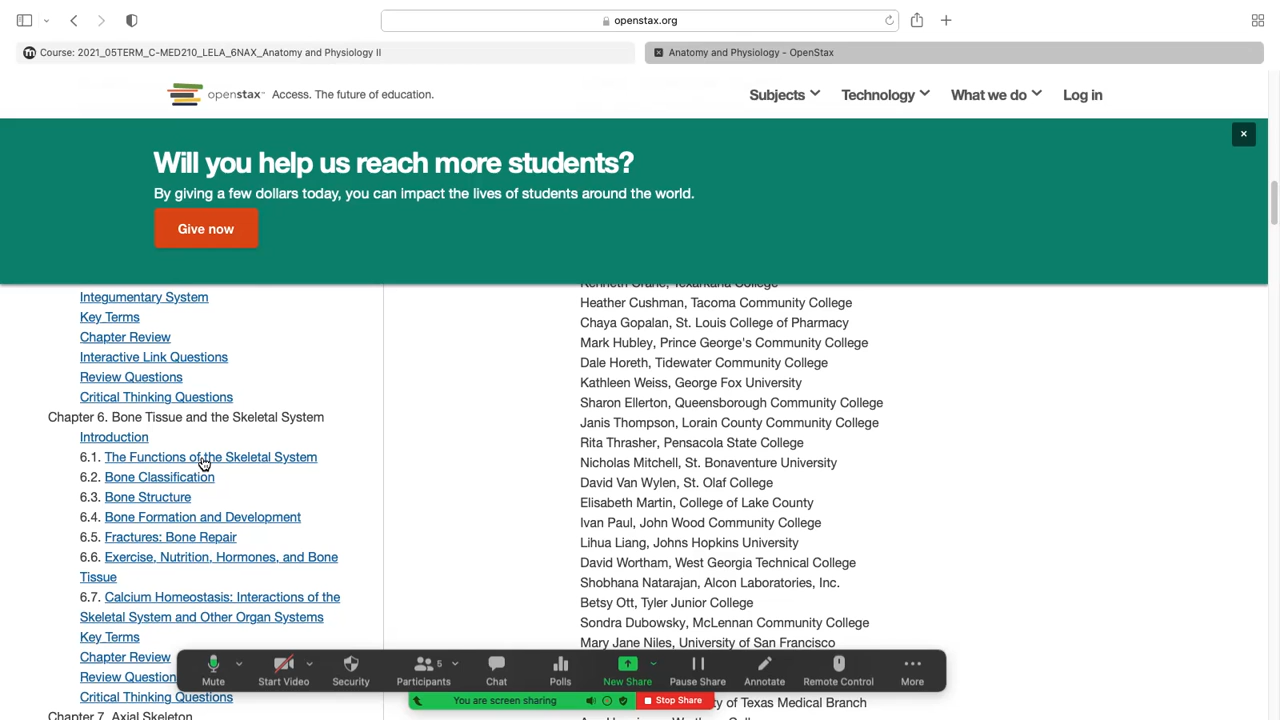 openstax.org
Course: 2021_05TERM_C-MED210_LELA_6NAX_Anatomy and Physiology II
Anatomy and Physiology - OpenStax
openstax™ Access. The future of education.
Subjects
Technology
What we do
Log in
Will you help us reach more students?
By giving a few dollars today, you can impact the lives of students around the world.
Give now
Integumentary System
Key Terms
Chapter Review
Interactive Link Questions
Review Questions
Critical Thinking Questions
Chapter 6. Bone Tissue and the Skeletal System
Introduction
6.1. The Functions of the Skeletal System
6.2. Bone Classification
6.3. Bone Structure
6.4. Bone Formation and Development
6.5. Fractures: Bone Repair
6.6. Exercise, Nutrition, Hormones, and Bone
Tissue
6.7. Calcium Homeostasis: Interactions of the
Skeletal System and Other Organ Systems
Key Terms
Chapter Review
Review Question
Critical Thinking Questions
Chapter 7. Axial Skeleton
Heather Cushman, Tacoma Community College
Chaya Gopalan, St. Louis College of Pharmacy
Mark Hubley, Prince George's Community College
Dale Horeth, Tidewater Community College
Kathleen Weiss, George Fox University
Sharon Ellerton, Queensborough Community College
Janis Thompson, Lorain County Community College
Rita Thrasher, Pensacola State College
Nicholas Mitchell, St. Bonaventure University
David Van Wylen, St. Olaf College
Elisabeth Martin, College of Lake County
Ivan Paul, John Wood Community College
Lihua Liang, Johns Hopkins University
David Wortham, West Georgia Technical College
Shobhana Natarajan, Alcon Laboratories, Inc.
Betsy Ott, Tyler Junior College
Sondra Dubowsky, McLennan Community College
Mary Jane Niles, University of San Francisco
of Texas Medical Branch
Mute
Start Video
Security
5
Participants
Chat
Polls
New Share
Pause Share
Annotate
Remote Control
More
You are screen sharing
Stop Share